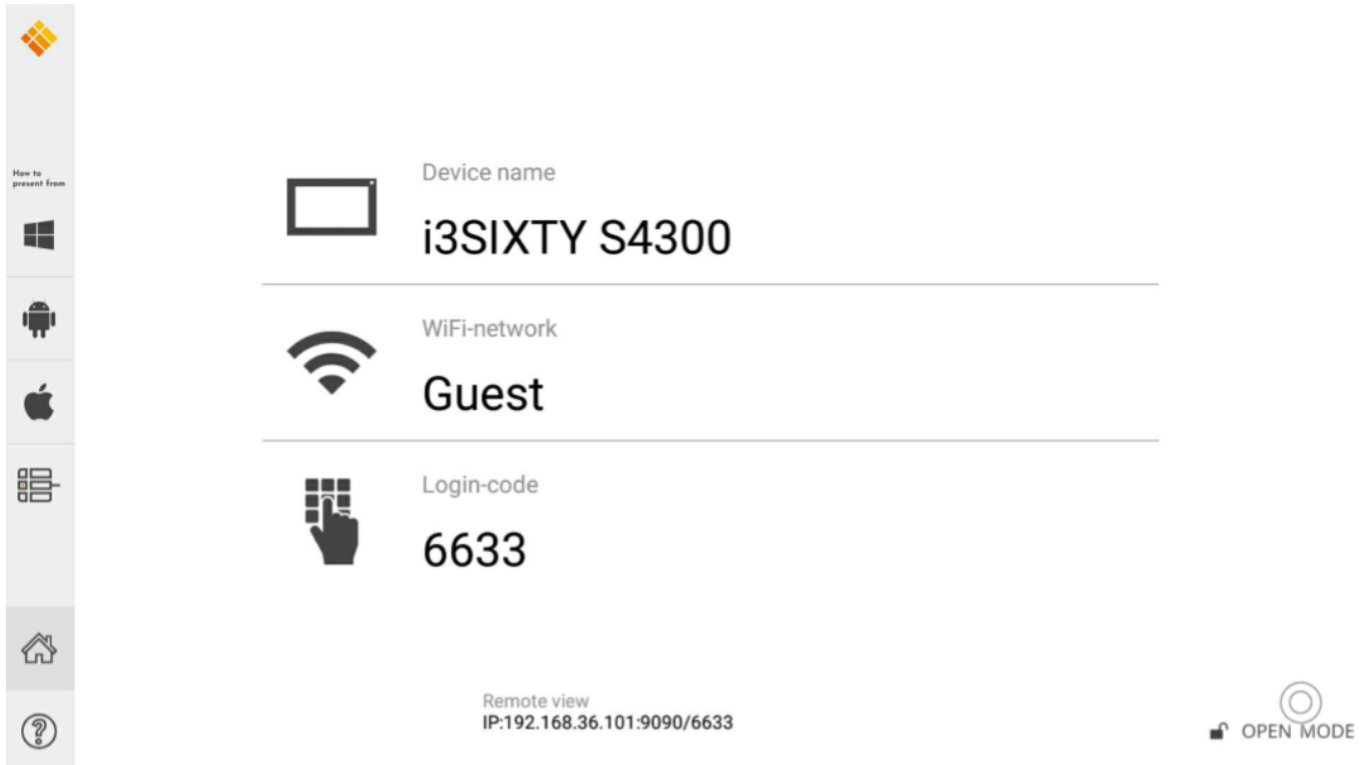 How to
present from
Device name
i3SIXTY S4300
WiFi-network
Guest
Login-code
6633
Remote view
IP:192.168.36.101:9090/6633
OPEN MODE